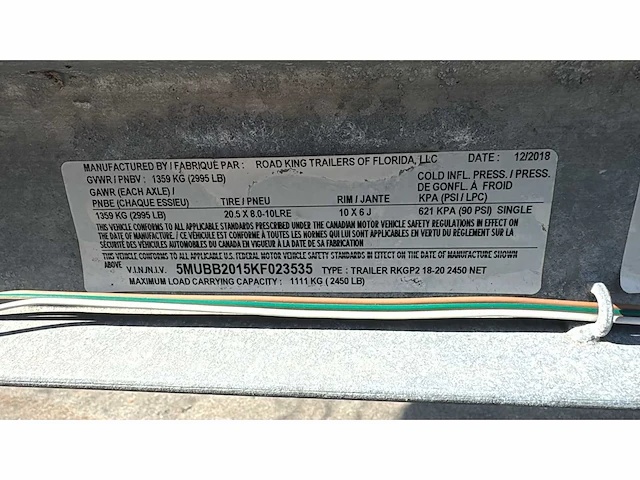 MANUFACTURED BY / FABRIQUÉ PAR : ROAD KING TRAILERS OF FLORIDA, LLC DATE : 12/2018
GVWR / PNBV : 1359 KG (2995 LB) COLD INFL. PRESS. / PRESS.
GAWR (EACH AXLE) / DE GONFL. À FROID
PNBE (CHAQUE ESSIEU) TIRE / PNEU RIM / JANTE KPA (PSI / LPC)
1359 KG (2995 LB) 20.5 X 8.0-10LRE 10 X 6 J 621 KPA (90 PSI) SINGLE
THIS VEHICLE CONFORMS TO ALL APPLICABLE STANDARDS PRESCRIBED UNDER THE CANADIAN MOTOR VEHICLE SAFETY REGULATIONS IN EFFECT ON THE
DATE OF MANUFACTURE. / CE VÉHICULE EST CONFORME À TOUTES LES NORMES QUI LUI SONT APPLICABLES EN VERTU DU RÈGLEMENT SUR LA
SÉCURITÉ DES VÉHICULES AUTOMOBILES DU CANADA EN VIGUEUR À LA DATE DE SA FABRICATION.
THIS VEHICLE CONFORMS TO ALL APPLICABLE FEDERAL MOTOR VEHICLE SAFETY STANDARDS IN EFFECT ON THE DATE OF MANUFACTURE SHOWN
ABOVE V.I.N./N.I.V. 5MUBB2015KF023535 TYPE : TRAILER RKGP2 18-20 2450 NET
MAXIMUM LOAD CARRYING CAPACITY : 1111 KG ( 2450 LB)